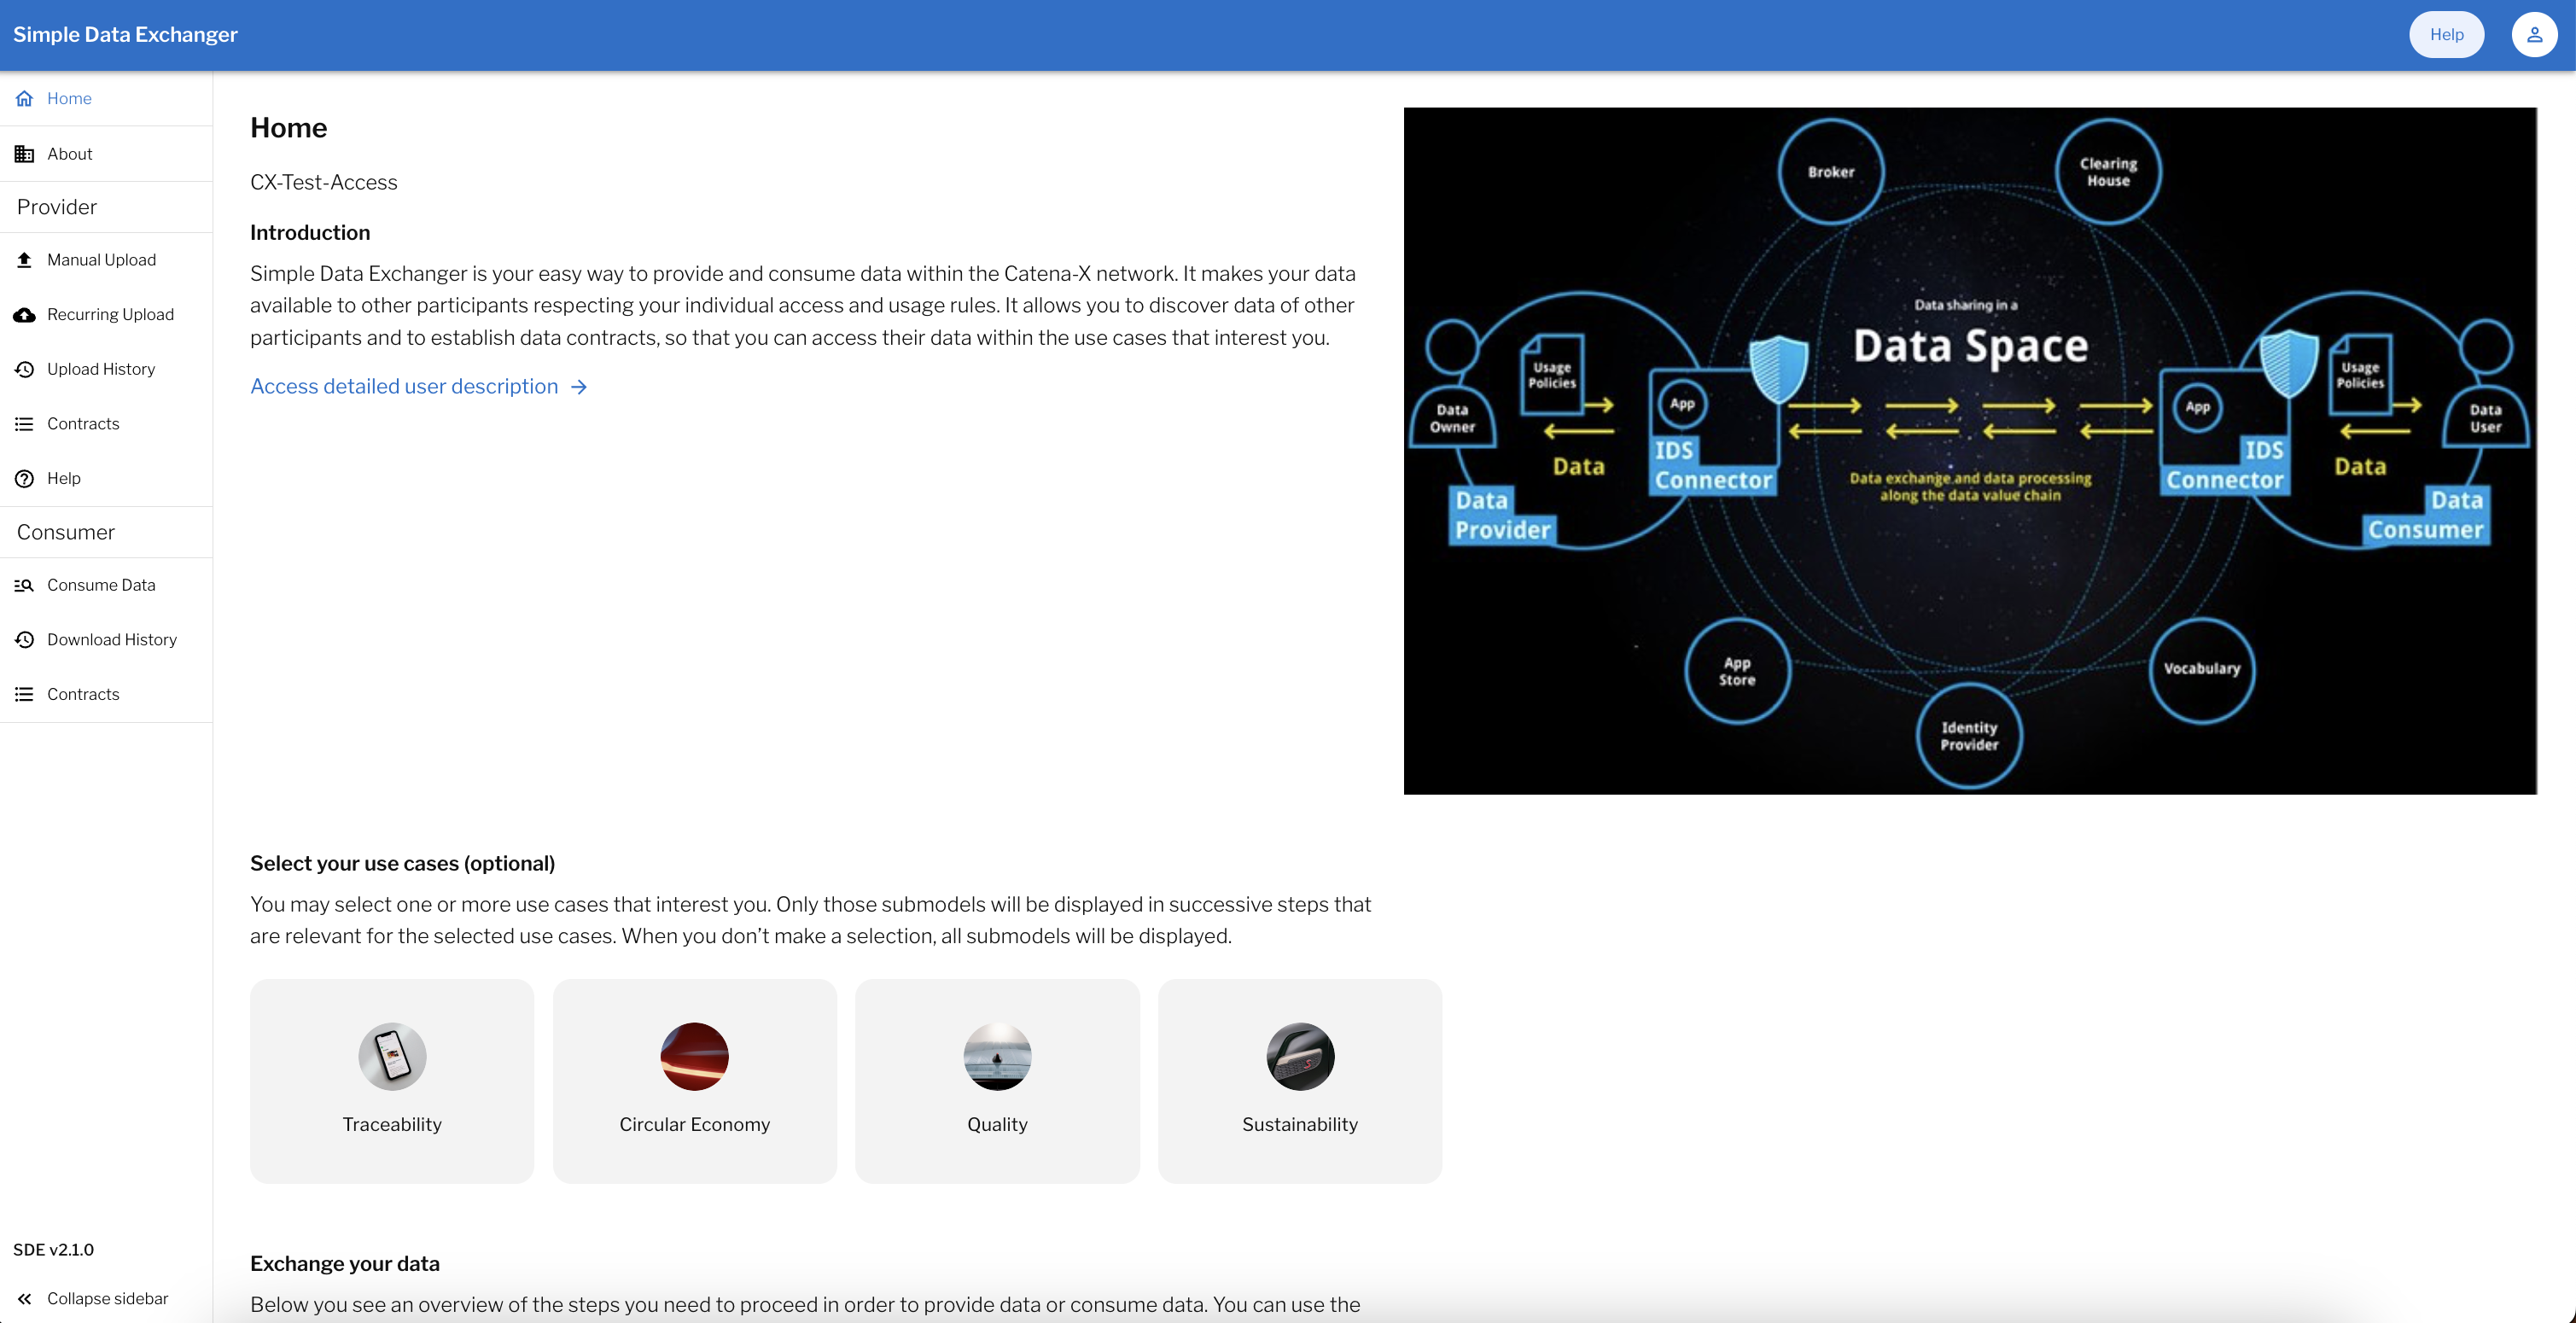 Simple Data Exchanger
Help
Home
About
Provider
Manual Upload
Recurring Upload
Upload History
Contracts
Help
Consumer
Consume Data
Download History
Contracts
SDE v2.1.0
Collapse sidebar
Home
CX-Test-Access
Introduction
Simple Data Exchanger is your easy way to provide and consume data within the Catena-X network. It makes your data
available to other participants respecting your individual access and usage rules. It allows you to discover data of other
participants and to establish data contracts, so that you can access their data within the use cases that interest you.
Access detailed user description
Broker
Clearing
House
Data sharing in a
Data Space
Usage
Policies
App
Data
Owner
IDS
Connector
Data
Data
Provider
Data exchange and data processing
along the data value chain
Usage
Policies
App
Data
User
IDS
Connector
Data
Data
Consumer
App
Store
Vocabulary
Identity
Provider
Select your use cases (optional)
You may select one or more use cases that interest you. Only those submodels will be displayed in successive steps that
are relevant for the selected use cases. When you don’t make a selection, all submodels will be displayed.
Traceability
Circular Economy
Quality
Sustainability
Exchange your data
Below you see an overview of the steps you need to proceed in order to provide data or consume data. You can use the